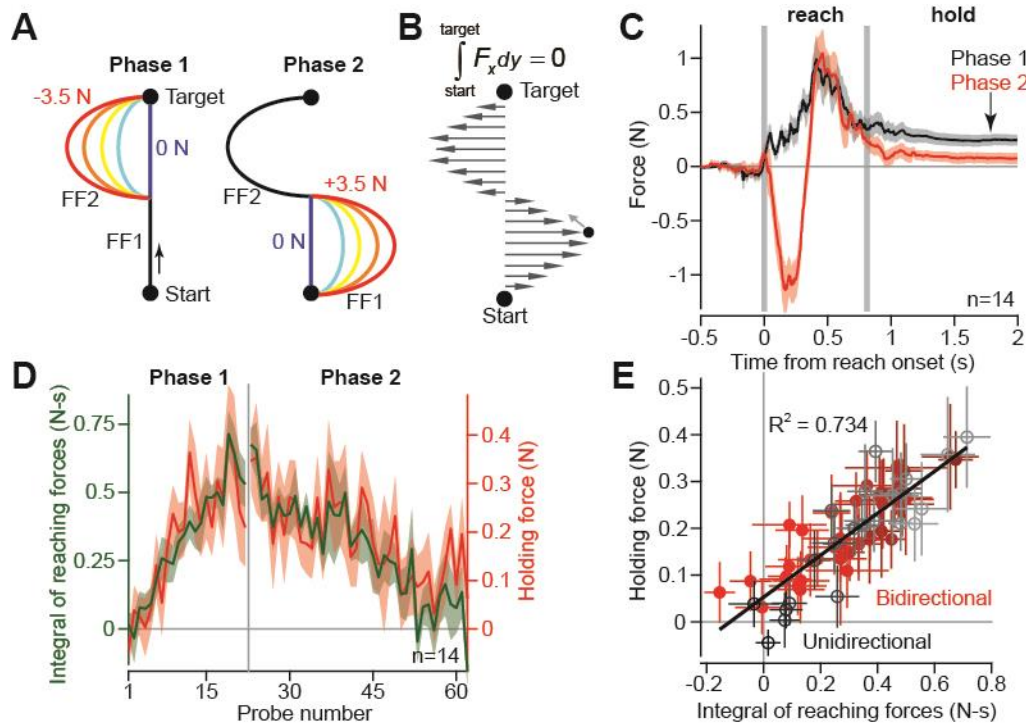 A
Phase 1
Phase 2
-3.5 N
Target
0 N
FF2
FF1
Start
FF2
+3.5 N
0 N
FF1
B
target
∫ Fₓ dy = 0
start
Target
Start
C
reach
hold
Phase 1
Phase 2
Force (N)
1
0.5
0
-0.5
-1
n=14
-0.5
0
0.5
1
1.5
2
Time from reach onset (s)
D
Phase 1
Phase 2
Integral of reaching forces (N-s)
0.75
0.5
0.25
0
Holding force (N)
0.4
0.3
0.2
0.1
0
n=14
1
15
30
45
60
Probe number
E
R² = 0.734
Holding force (N)
0.5
0.4
0.3
0.2
0.1
0
Bidirectional
Unidirectional
-0.2
0
0.2
0.4
0.6
0.8
Integral of reaching forces (N-s)